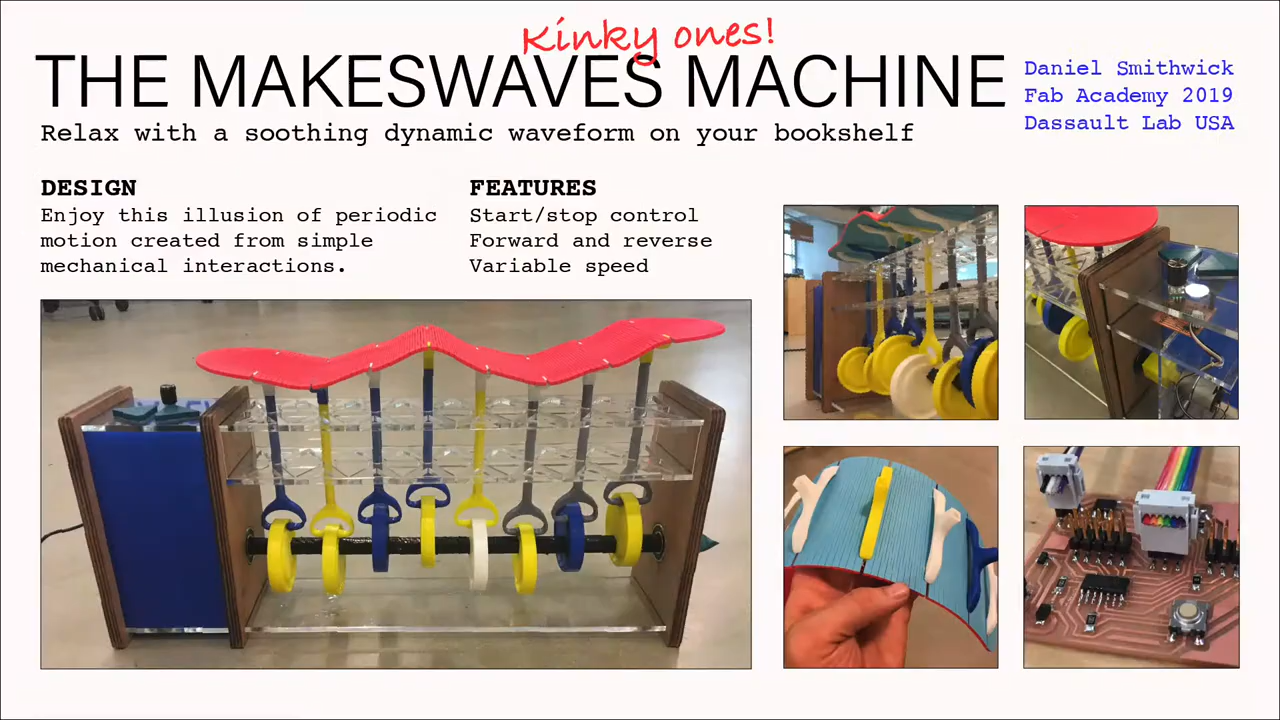 Kinky ones!
THE MAKESWAVES MACHINE
Daniel Smithwick
Fab Academy 2019
Dassault Lab USA
Relax with a soothing dynamic waveform on your bookshelf
DESIGN
Enjoy this illusion of periodic
motion created from simple
mechanical interactions.
FEATURES
Start/stop control
Forward and reverse
Variable speed